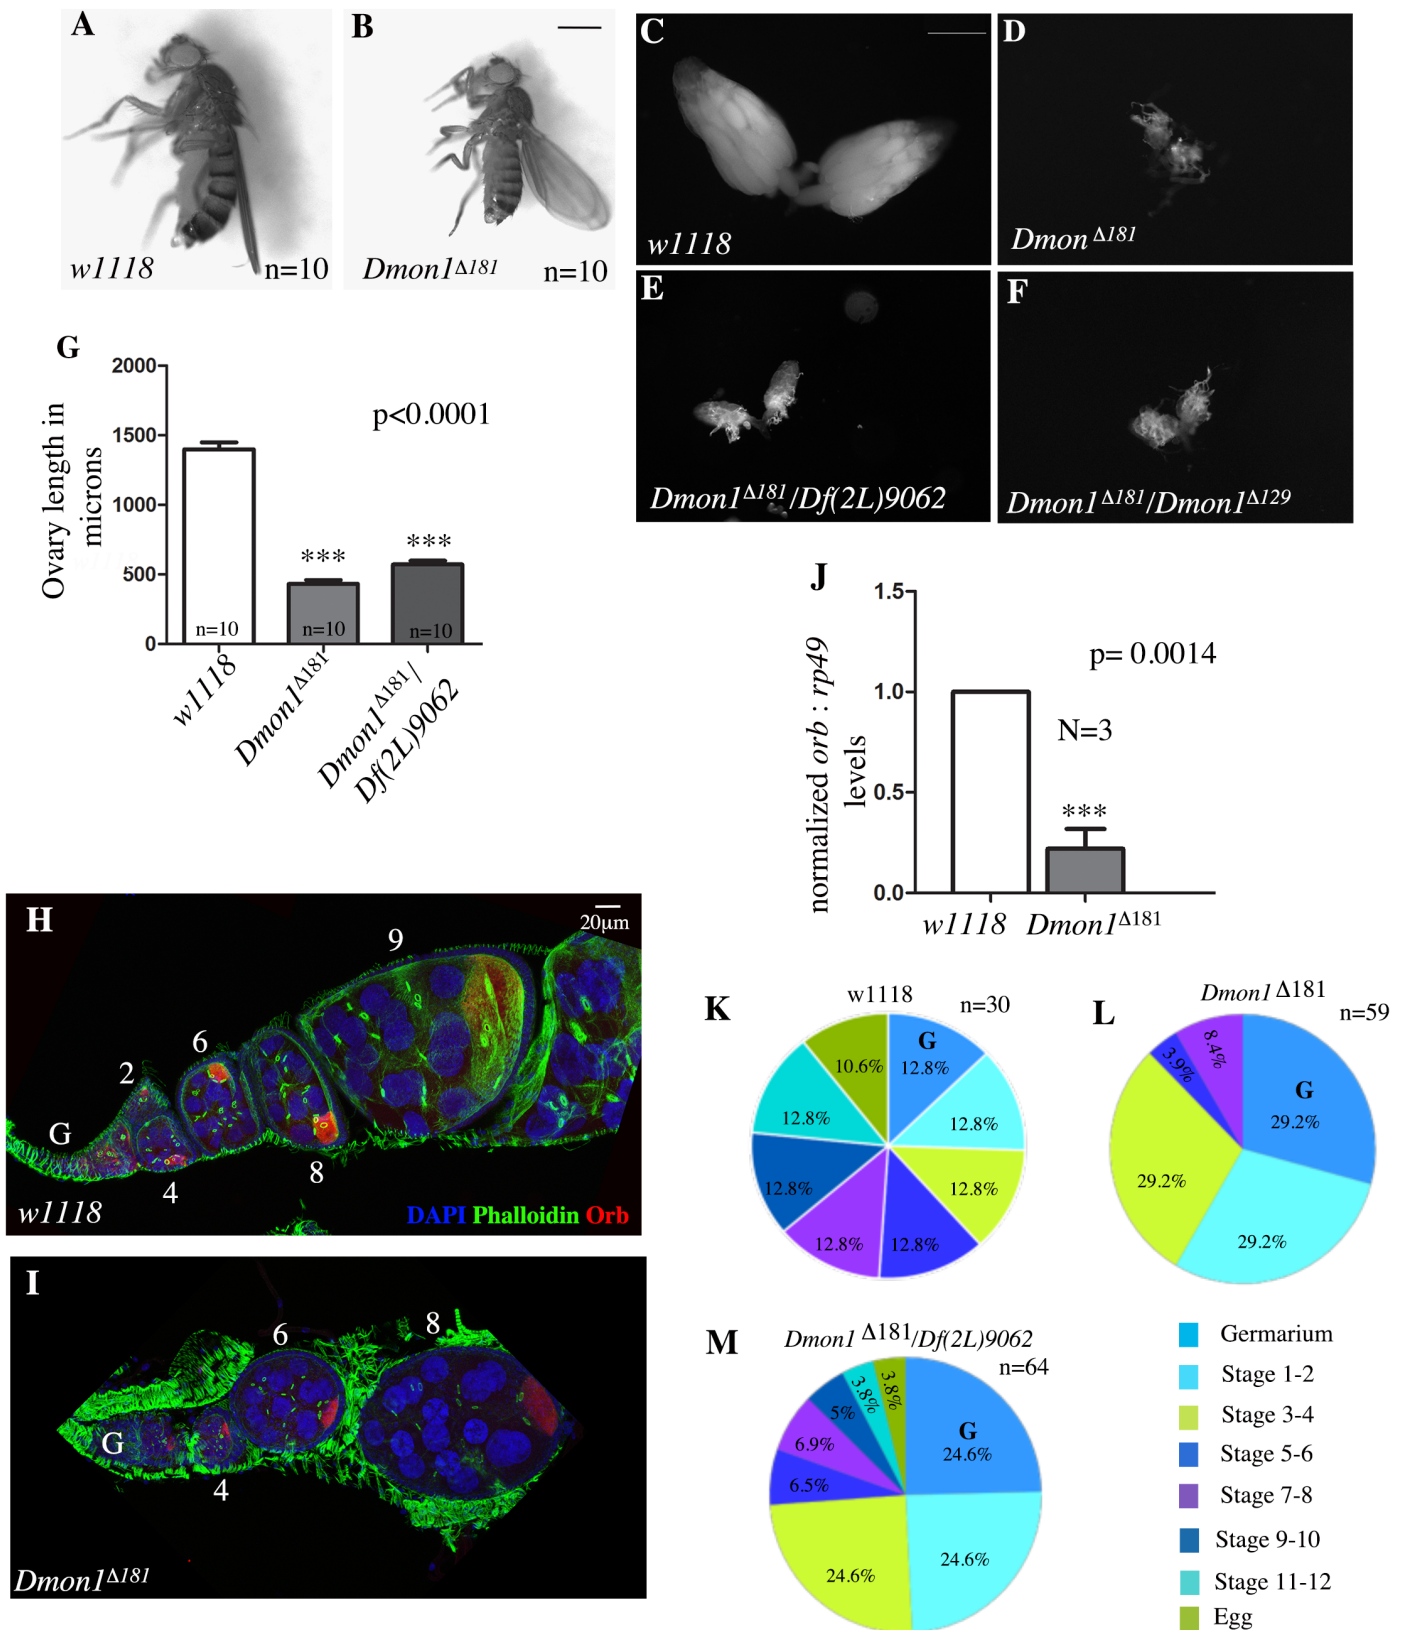 A
w1118
n=10
B
Dmon1Δ181
n=10
C
w1118
D
Dmon Δ181
E
Dmon1Δ181/Df(2L)9062
F
Dmon1Δ181/Dmon1Δ129
G
Ovary length in
microns
2000
1500
1000
500
0
p<0.0001
***
***
n=10
n=10
n=10
w1118
Dmon1Δ181
Dmon1Δ181/
Df(2L)9062
J
normalized orb : rp49
levels
1.5
1.0
0.5
0.0
p= 0.0014
N=3
***
w1118
Dmon1Δ181
H
20µm
G
2
4
6
8
9
w1118
DAPI Phalloidin Orb
I
G
4
6
8
Dmon1Δ181
K
w1118
n=30
G
12.8%
12.8%
12.8%
12.8%
12.8%
12.8%
12.8%
10.6%
L
Dmon1 Δ181
n=59
G
29.2%
29.2%
29.2%
3.9%
8.4%
M
Dmon1 Δ181/Df(2L)9062
n=64
G
24.6%
24.6%
24.6%
6.5%
6.9%
5%
3.8%
3.8%
Germarium
Stage 1-2
Stage 3-4
Stage 5-6
Stage 7-8
Stage 9-10
Stage 11-12
Egg